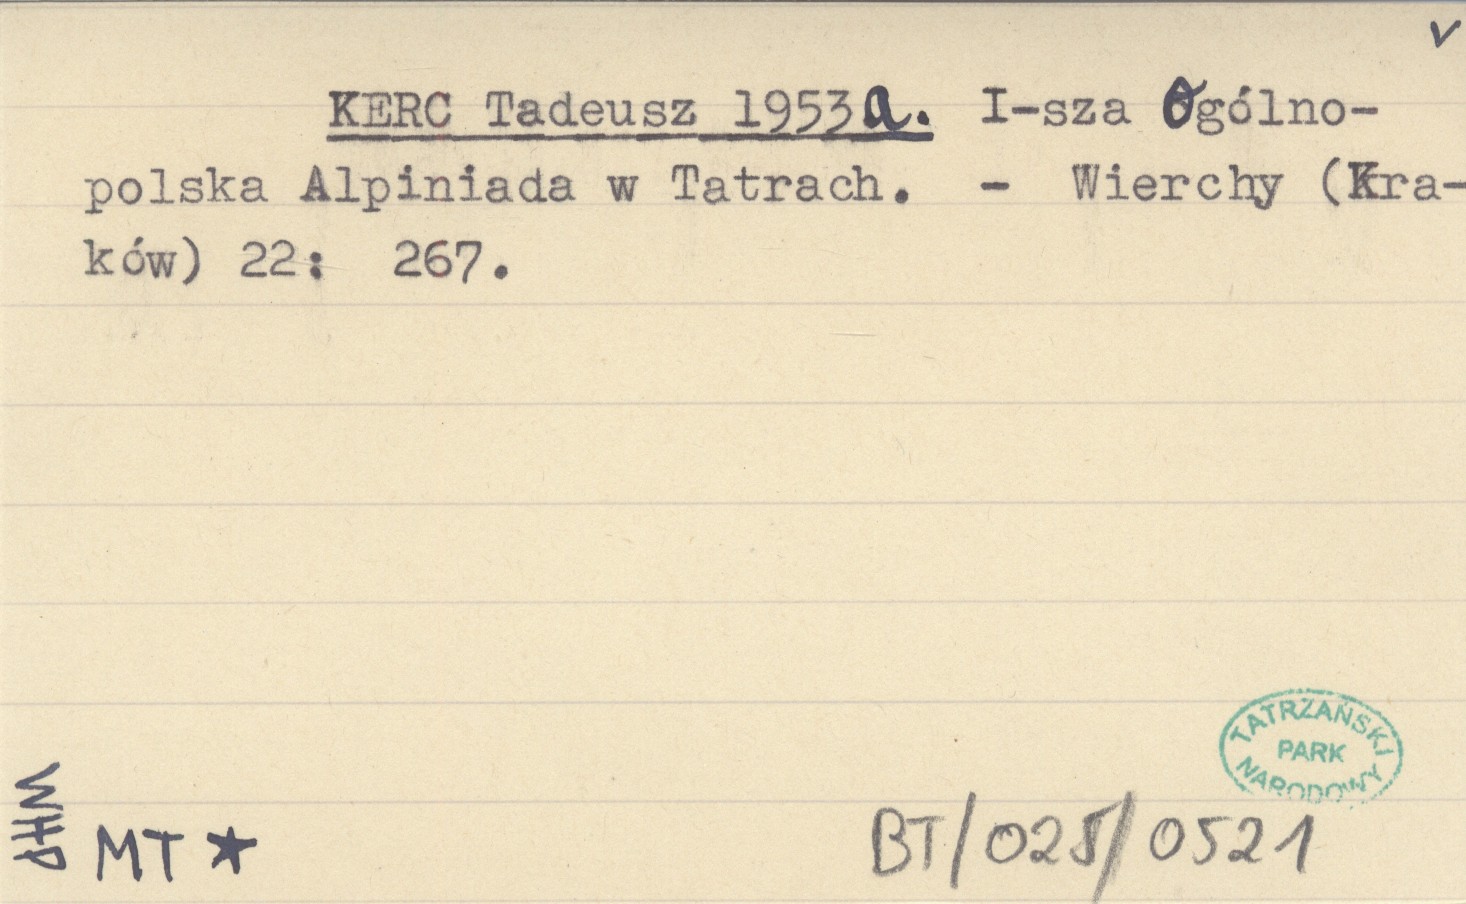 v
KERC Tadeusz 1953a. I-sza Ogólno-
polska Alpiniada w Tatrach. - Wierchy (Kra-
ków) 22: 267.
TATRZAŃSKI
PARK
NARODOWY
MT ★
BT/025/0521